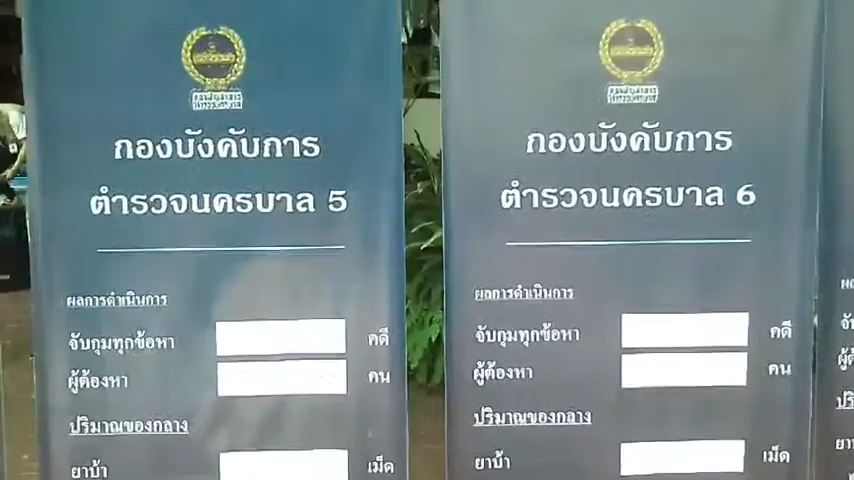 กองบังคับการ
ตำรวจนครบาล 5
ผลการดำเนินการ
จับกุมทุกข้อหา คดี
ผู้ต้องหา คน
ปริมาณของกลาง
ยาบ้า เม็ด
กองบังคับการ
ตำรวจนครบาล 6
ผลการดำเนินการ
จับกุมทุกข้อหา คดี
ผู้ต้องหา คน
ปริมาณของกลาง
ยาบ้า เม็ด